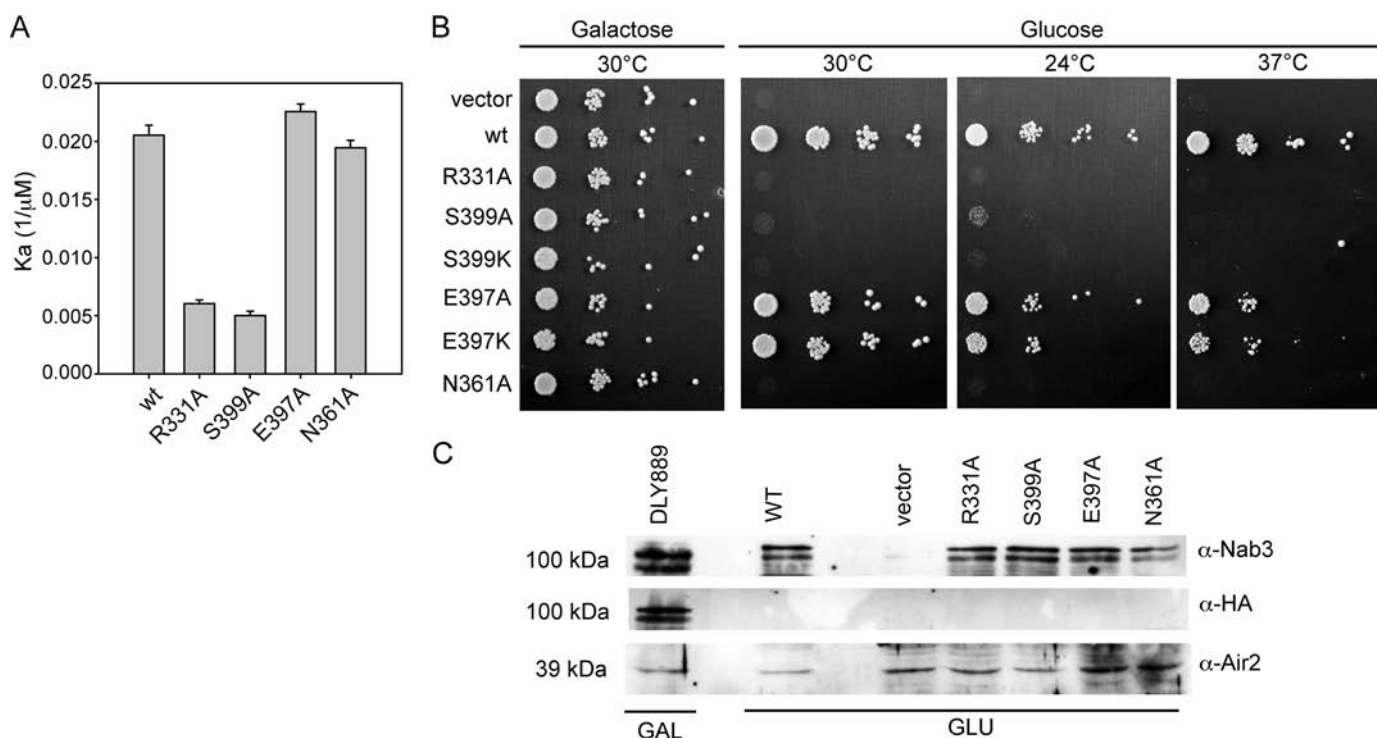 A
Ka (1/µM)
0.025
0.020
0.015
0.010
0.005
0.000
wt
R331A
S399A
E397A
N361A
B
Galactose
Glucose
30°C
30°C
24°C
37°C
vector
wt
R331A
S399A
S399K
E397A
E397K
N361A
C
DLY889
WT
vector
R331A
S399A
E397A
N361A
100 kDa
α-Nab3
100 kDa
α-HA
39 kDa
α-Air2
GAL
GLU